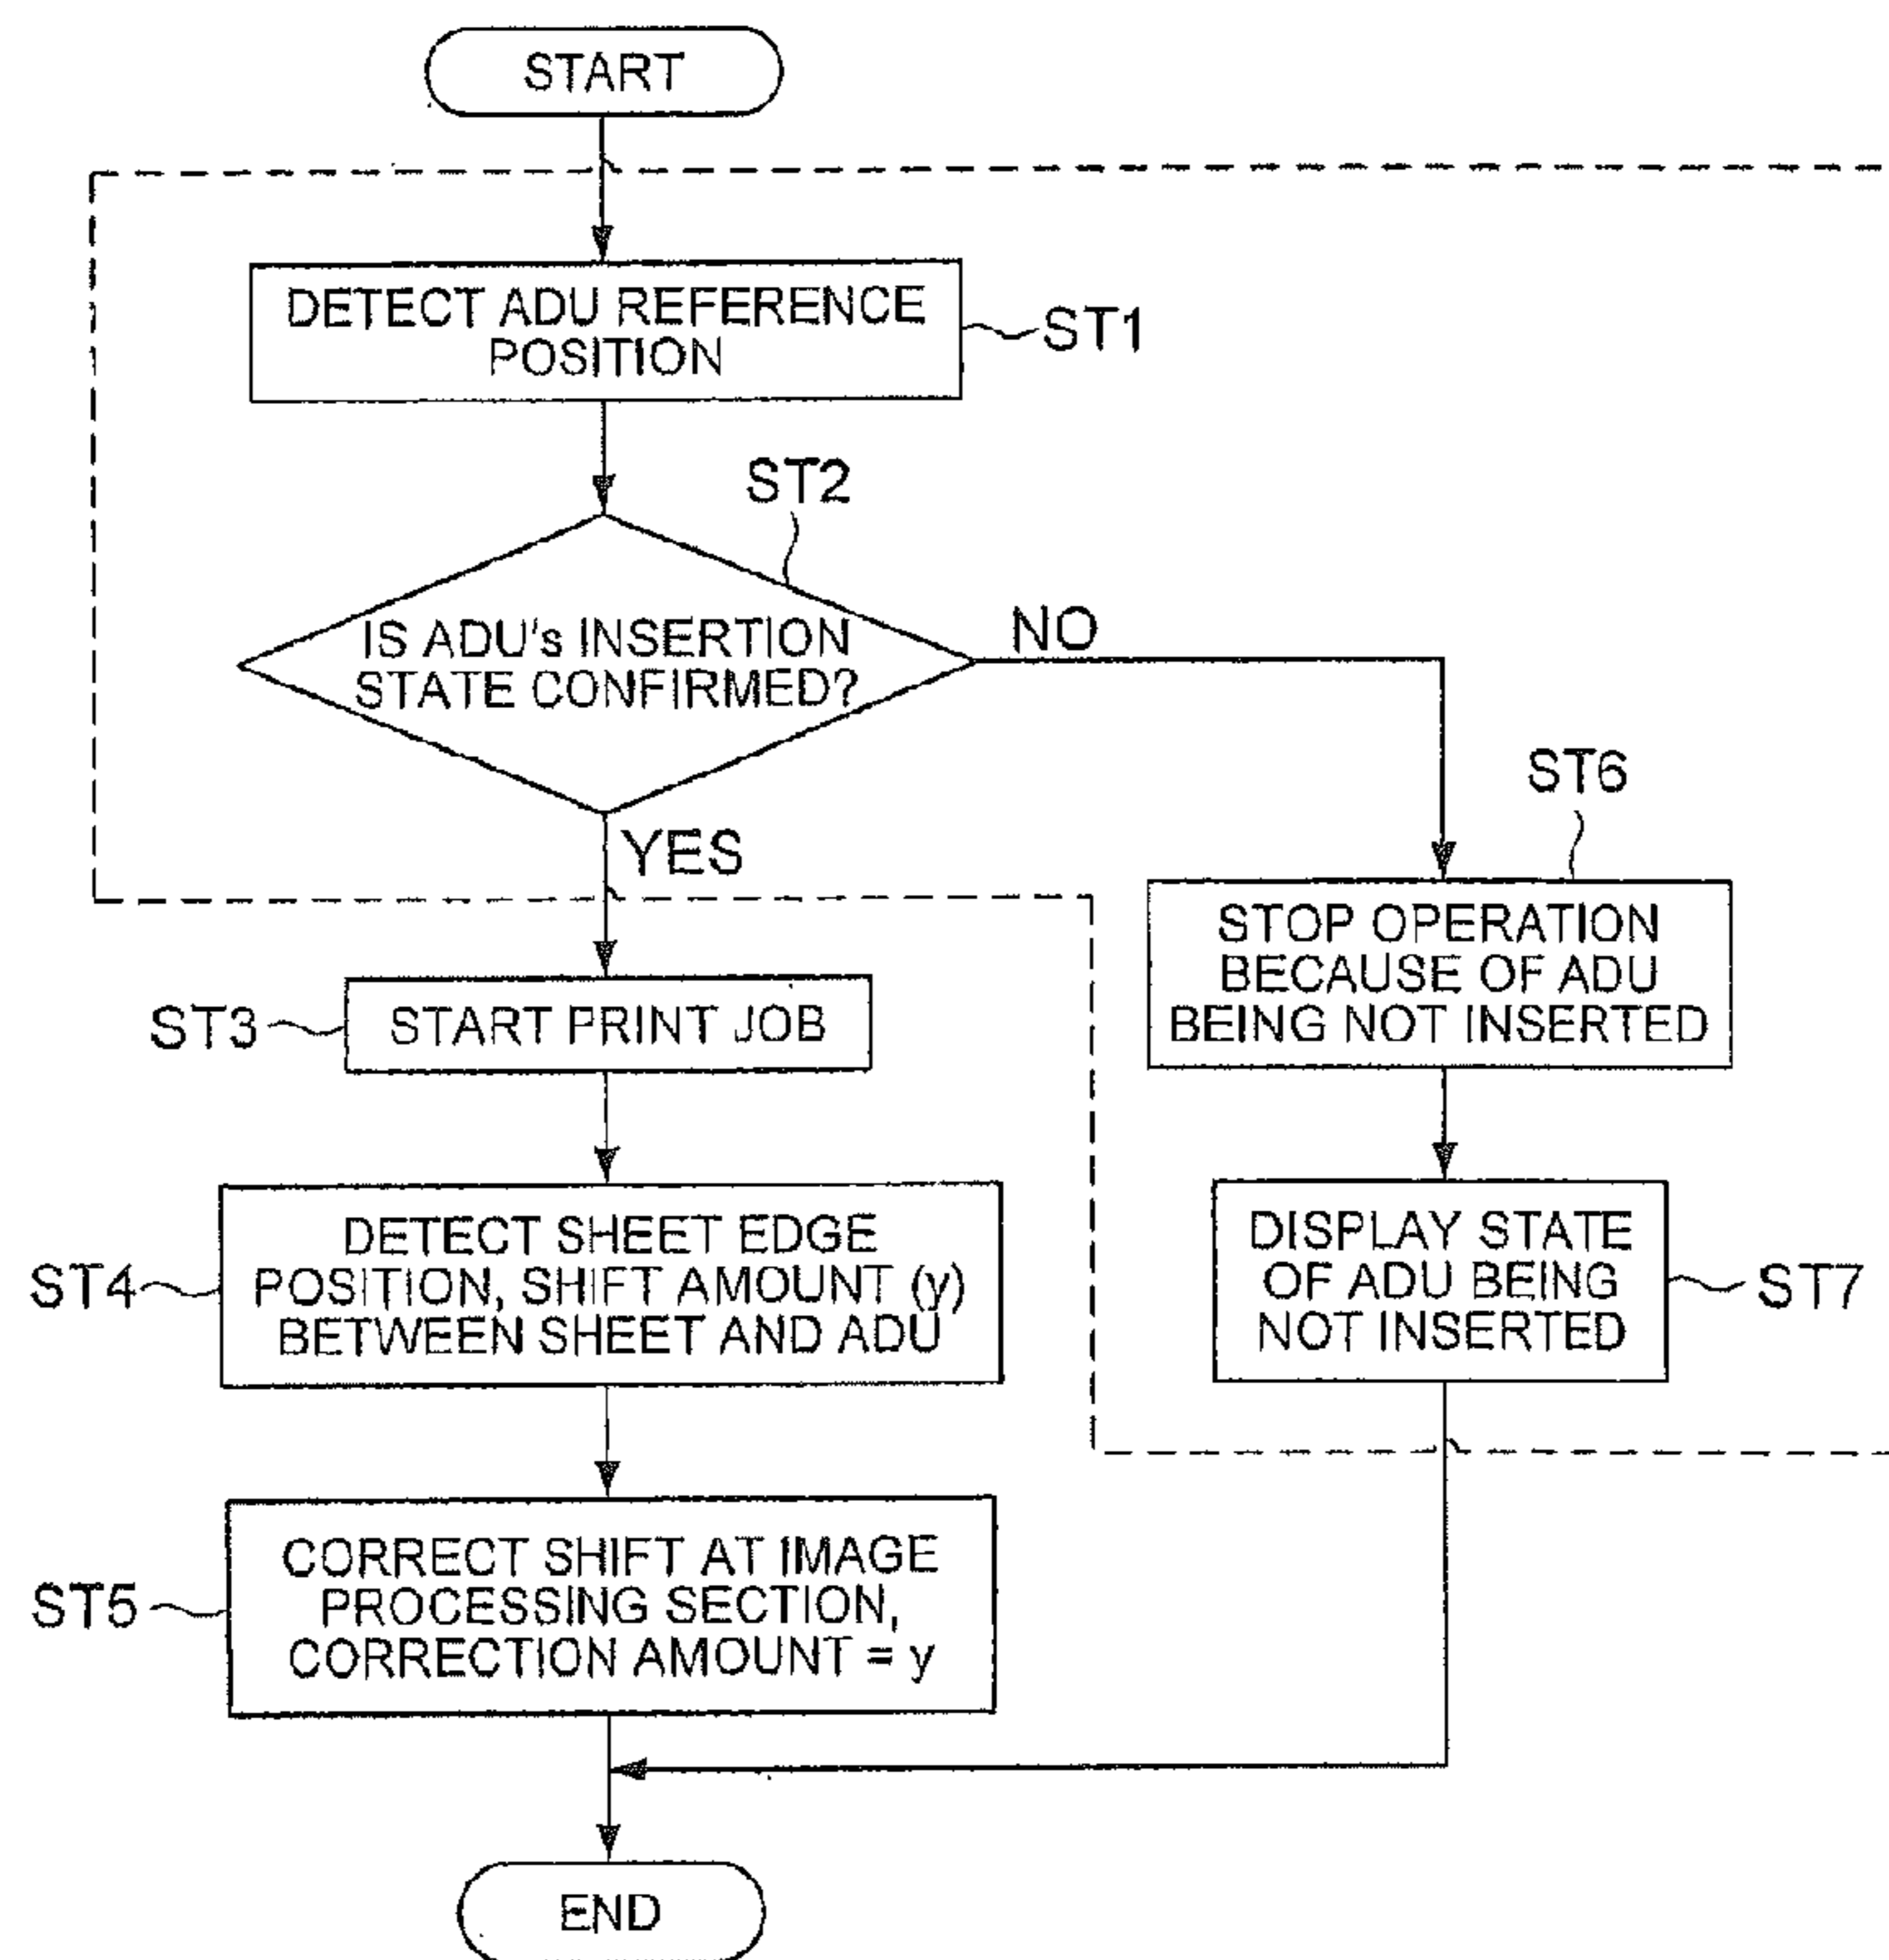 START
DETECT ADU REFERENCE
POSITION
ST1
ST2
IS ADU's INSERTION
STATE CONFIRMED?
NO
YES
ST6
STOP OPERATION
BECAUSE OF ADU
BEING NOT INSERTED
ST3
START PRINT JOB
ST4
DETECT SHEET EDGE
POSITION, SHIFT AMOUNT (y)
BETWEEN SHEET AND ADU
DISPLAY STATE
OF ADU BEING
NOT INSERTED
ST7
ST5
CORRECT SHIFT AT IMAGE
PROCESSING SECTION,
CORRECTION AMOUNT = y
END